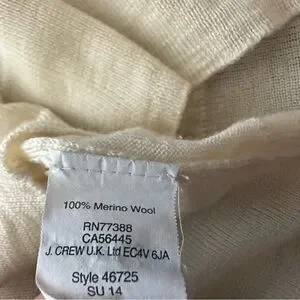 100% Merino Wool
RN77388
CA56445
J. CREW U.K. Ltd EC4V 6JA
Style 46725
SU 14